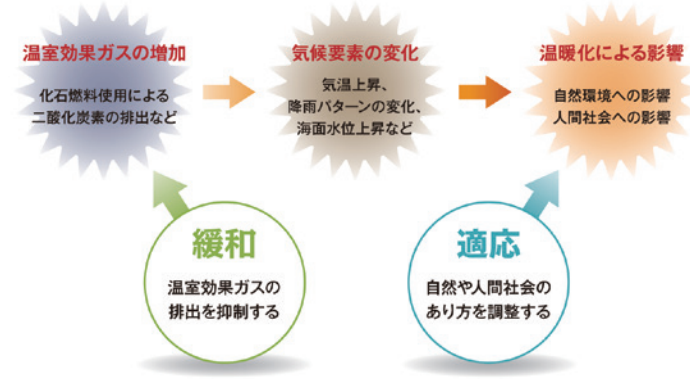 温室効果ガスの増加
化石燃料使用による
二酸化炭素の排出など
気候要素の変化
気温上昇、
降雨パターンの変化、
海面水位上昇など
温暖化による影響
自然環境への影響
人間社会への影響
緩和
温室効果ガスの
排出を抑制する
適応
自然や人間社会の
あり方を調整する